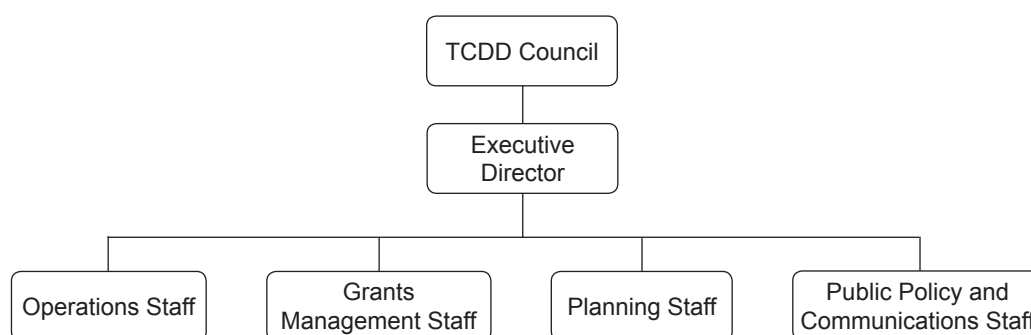 TCDD Council
Executive
Director
Operations Staff
Grants
Management Staff
Planning Staff
Public Policy and
Communications Staff